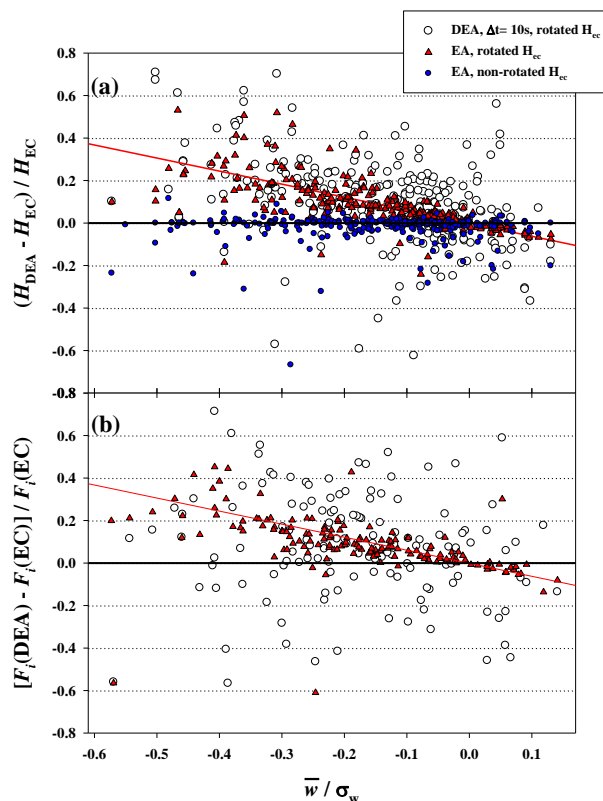 DEA, Δt= 10s, rotated Hec
EA, rotated Hec
EA, non-rotated Hec
(a)
(HDEA - HEC) / HEC
0.8
0.6
0.4
0.2
0.0
-0.2
-0.4
-0.6
-0.8
0.8
(b)
[Fi(DEA) - Fi(EC)] / Fi(EC)
0.6
0.4
0.2
0.0
-0.2
-0.4
-0.6
-0.8
-0.6 -0.5 -0.4 -0.3 -0.2 -0.1 0.0 0.1
w̅ / σw